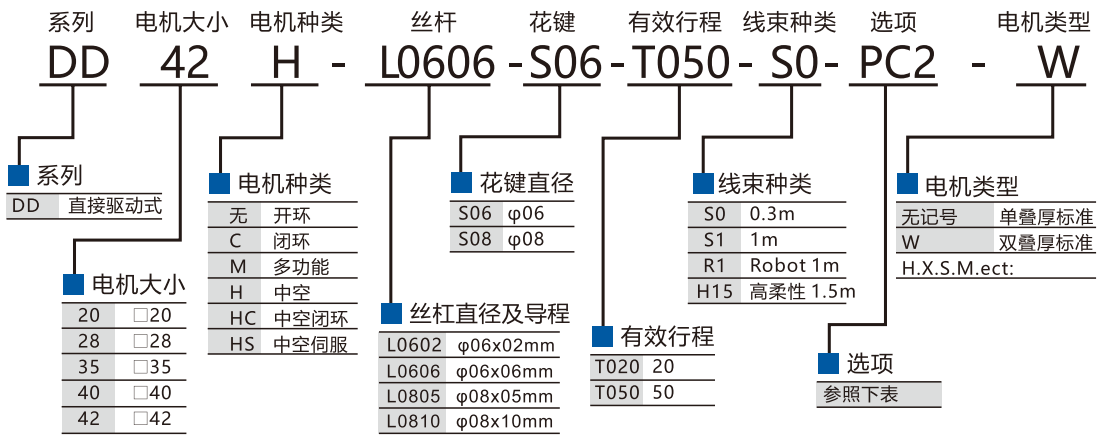 系列 电机大小 电机种类 丝杆 花键 有效行程 线束种类 选项 电机类型
DD 42 H - L0606 - S06 - T050 - S0 - PC2 - W
系列
DD 直接驱动式
电机大小
20 □20
28 □28
35 □35
40 □40
42 □42
电机种类
无 开环
C 闭环
M 多功能
H 中空
HC 中空闭环
HS 中空伺服
丝杠直径及导程
L0602 φ06x02mm
L0606 φ06x06mm
L0805 φ08x05mm
L0810 φ08x10mm
花键直径
S06 φ06
S08 φ08
有效行程
T020 20
T050 50
线束种类
S0 0.3m
S1 1m
R1 Robot 1m
H15 高柔性 1.5m
选项
参照下表
电机类型
无记号 单叠厚标准
W 双叠厚标准
H.X.S.M.ect: